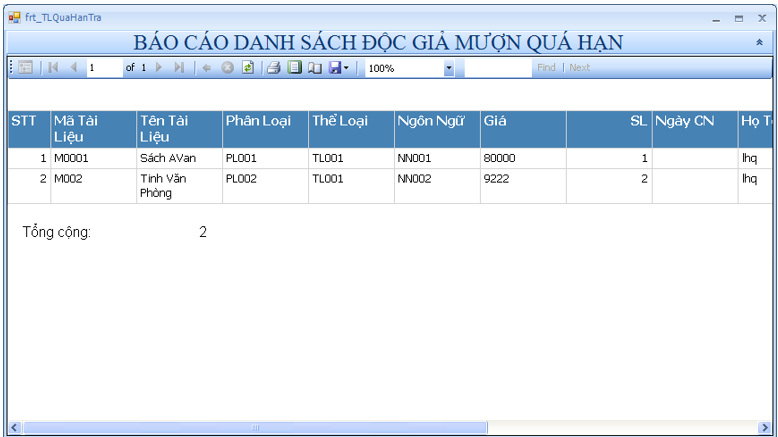 frt_TLQuaHanTra
BÁO CÁO DANH SÁCH ĐỘC GIẢ MƯỢN QUÁ HẠN
1 of 1 100% Find | Next
STT Mã Tài Liệu Tên Tài Liệu Phân Loại Thể Loại Ngôn Ngữ Giá SL Ngày CN Họ
1 M0001 Sách AVan PL001 TL001 NN001 80000 1 lhq
2 M002 Tinh Văn Phòng PL002 TL001 NN002 9222 2 lhq
Tổng cộng: 2